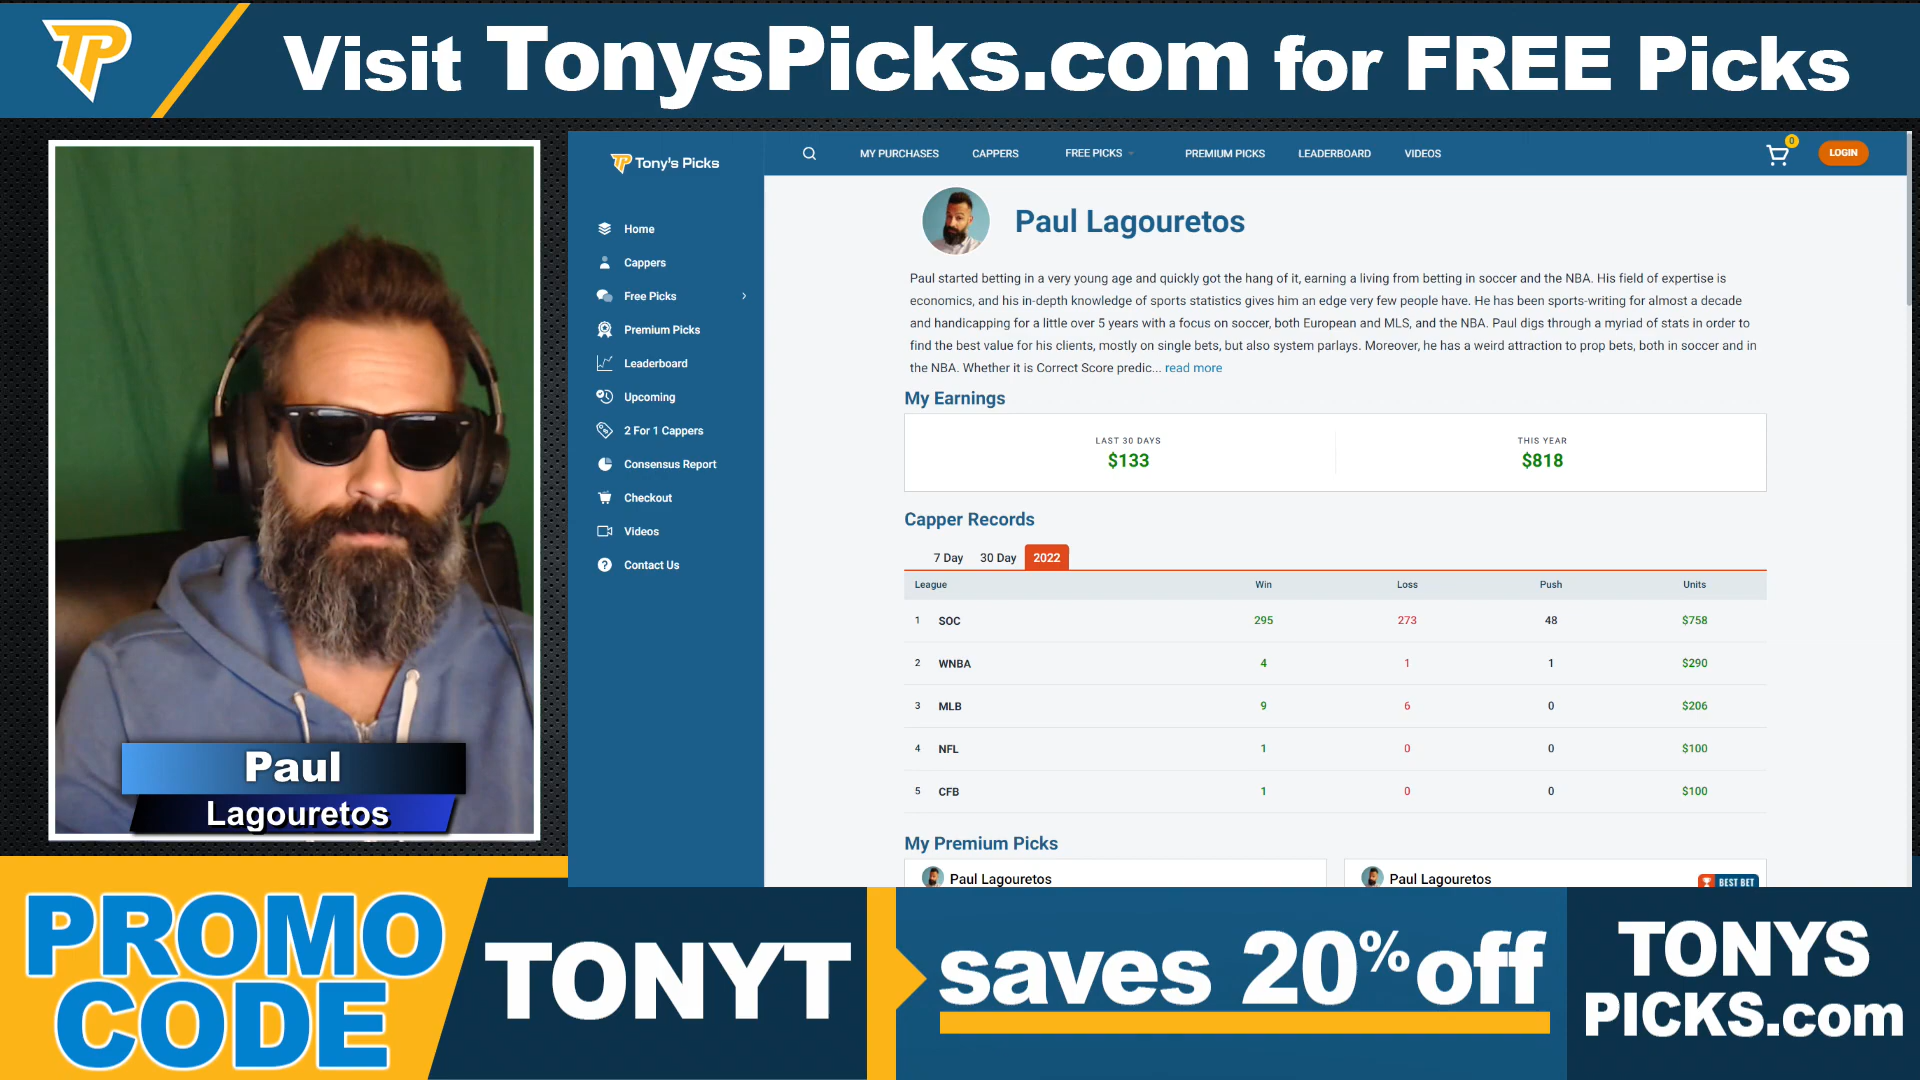 TP
Visit TonysPicks.com for FREE Picks
TP Tony's Picks
MY PURCHASES
CAPPERS
FREE PICKS
PREMIUM PICKS
LEADERBOARD
VIDEOS
0
LOGIN
Home
Cappers
Free Picks
Premium Picks
Leaderboard
Upcoming
2 For 1 Cappers
Consensus Report
Checkout
Videos
Contact Us
Paul Lagouretos
Paul started betting in a very young age and quickly got the hang of it, earning a living from betting in soccer and the NBA. His field of expertise is
economics, and his in-depth knowledge of sports statistics gives him an edge very few people have. He has been sports-writing for almost a decade
and handicapping for a little over 5 years with a focus on soccer, both European and MLS, and the NBA. Paul digs through a myriad of stats in order to
find the best value for his clients, mostly on single bets, but also system parlays. Moreover, he has a weird attraction to prop bets, both in soccer and in
the NBA. Whether it is Correct Score predic... read more
My Earnings
LAST 30 DAYS
$133
THIS YEAR
$818
Capper Records
7 Day 30 Day 2022
League Win Loss Push Units
1 SOC 295 273 48 $758
2 WNBA 4 1 1 $290
3 MLB 9 6 0 $206
4 NFL 1 0 0 $100
5 CFB 1 0 0 $100
My Premium Picks
Paul Lagouretos
Paul Lagouretos
BEST BET
Paul
Lagouretos
PROMO
CODE
TONYT
saves 20% off
TONYS
PICKS.com